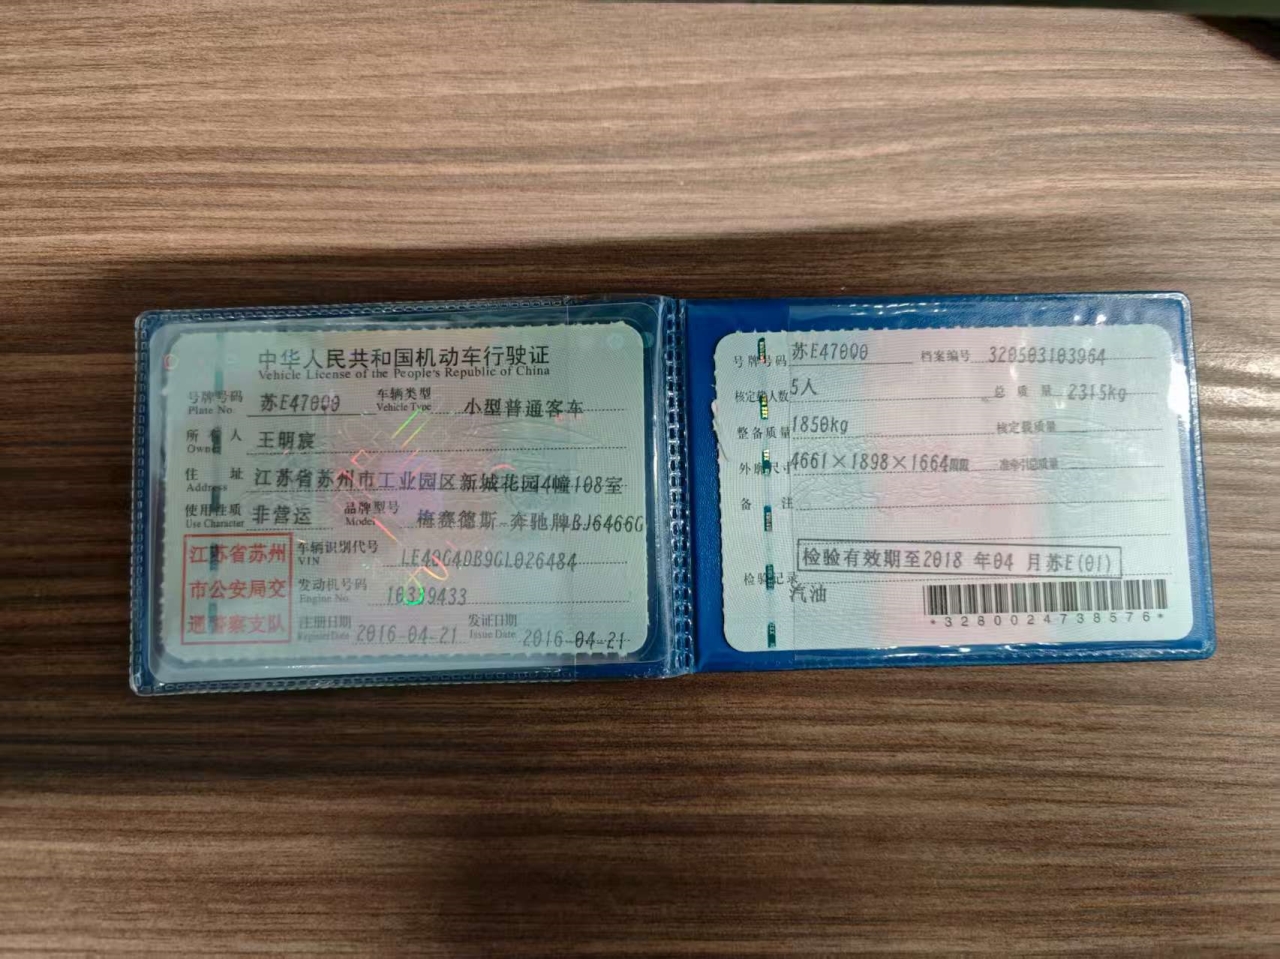 中华人民共和国机动车行驶证
Vehicle License of the People's Republic of China
号牌号码 苏E47000 车辆类型 小型普通客车
Plate No. Vehicle Type
所有人 王明宸
Owner
住址 江苏省苏州市工业园区新城花园4幢108室
Address
使用性质 非营运 品牌型号 梅赛德斯-奔驰牌BJ6466G
Use Character Model
江苏省苏州
市公安局交
通警察支队
车辆识别代号 LE40G4DB9GL026484
VIN
发动机号码
Engine No.
注册日期 2016-04-21 发证日期 2016-04-21
Register Date Issue Date
号牌号码 苏E47000 档案编号 320503103964
核定载人数 5人 总质量 2315kg
整备质量 1850kg 核定载质量
外廓尺寸 4661×1898×1664 准牵引总质量
备注
检验有效期至2018年04月苏E(01)
检验记录
汽油
*3280024738576*